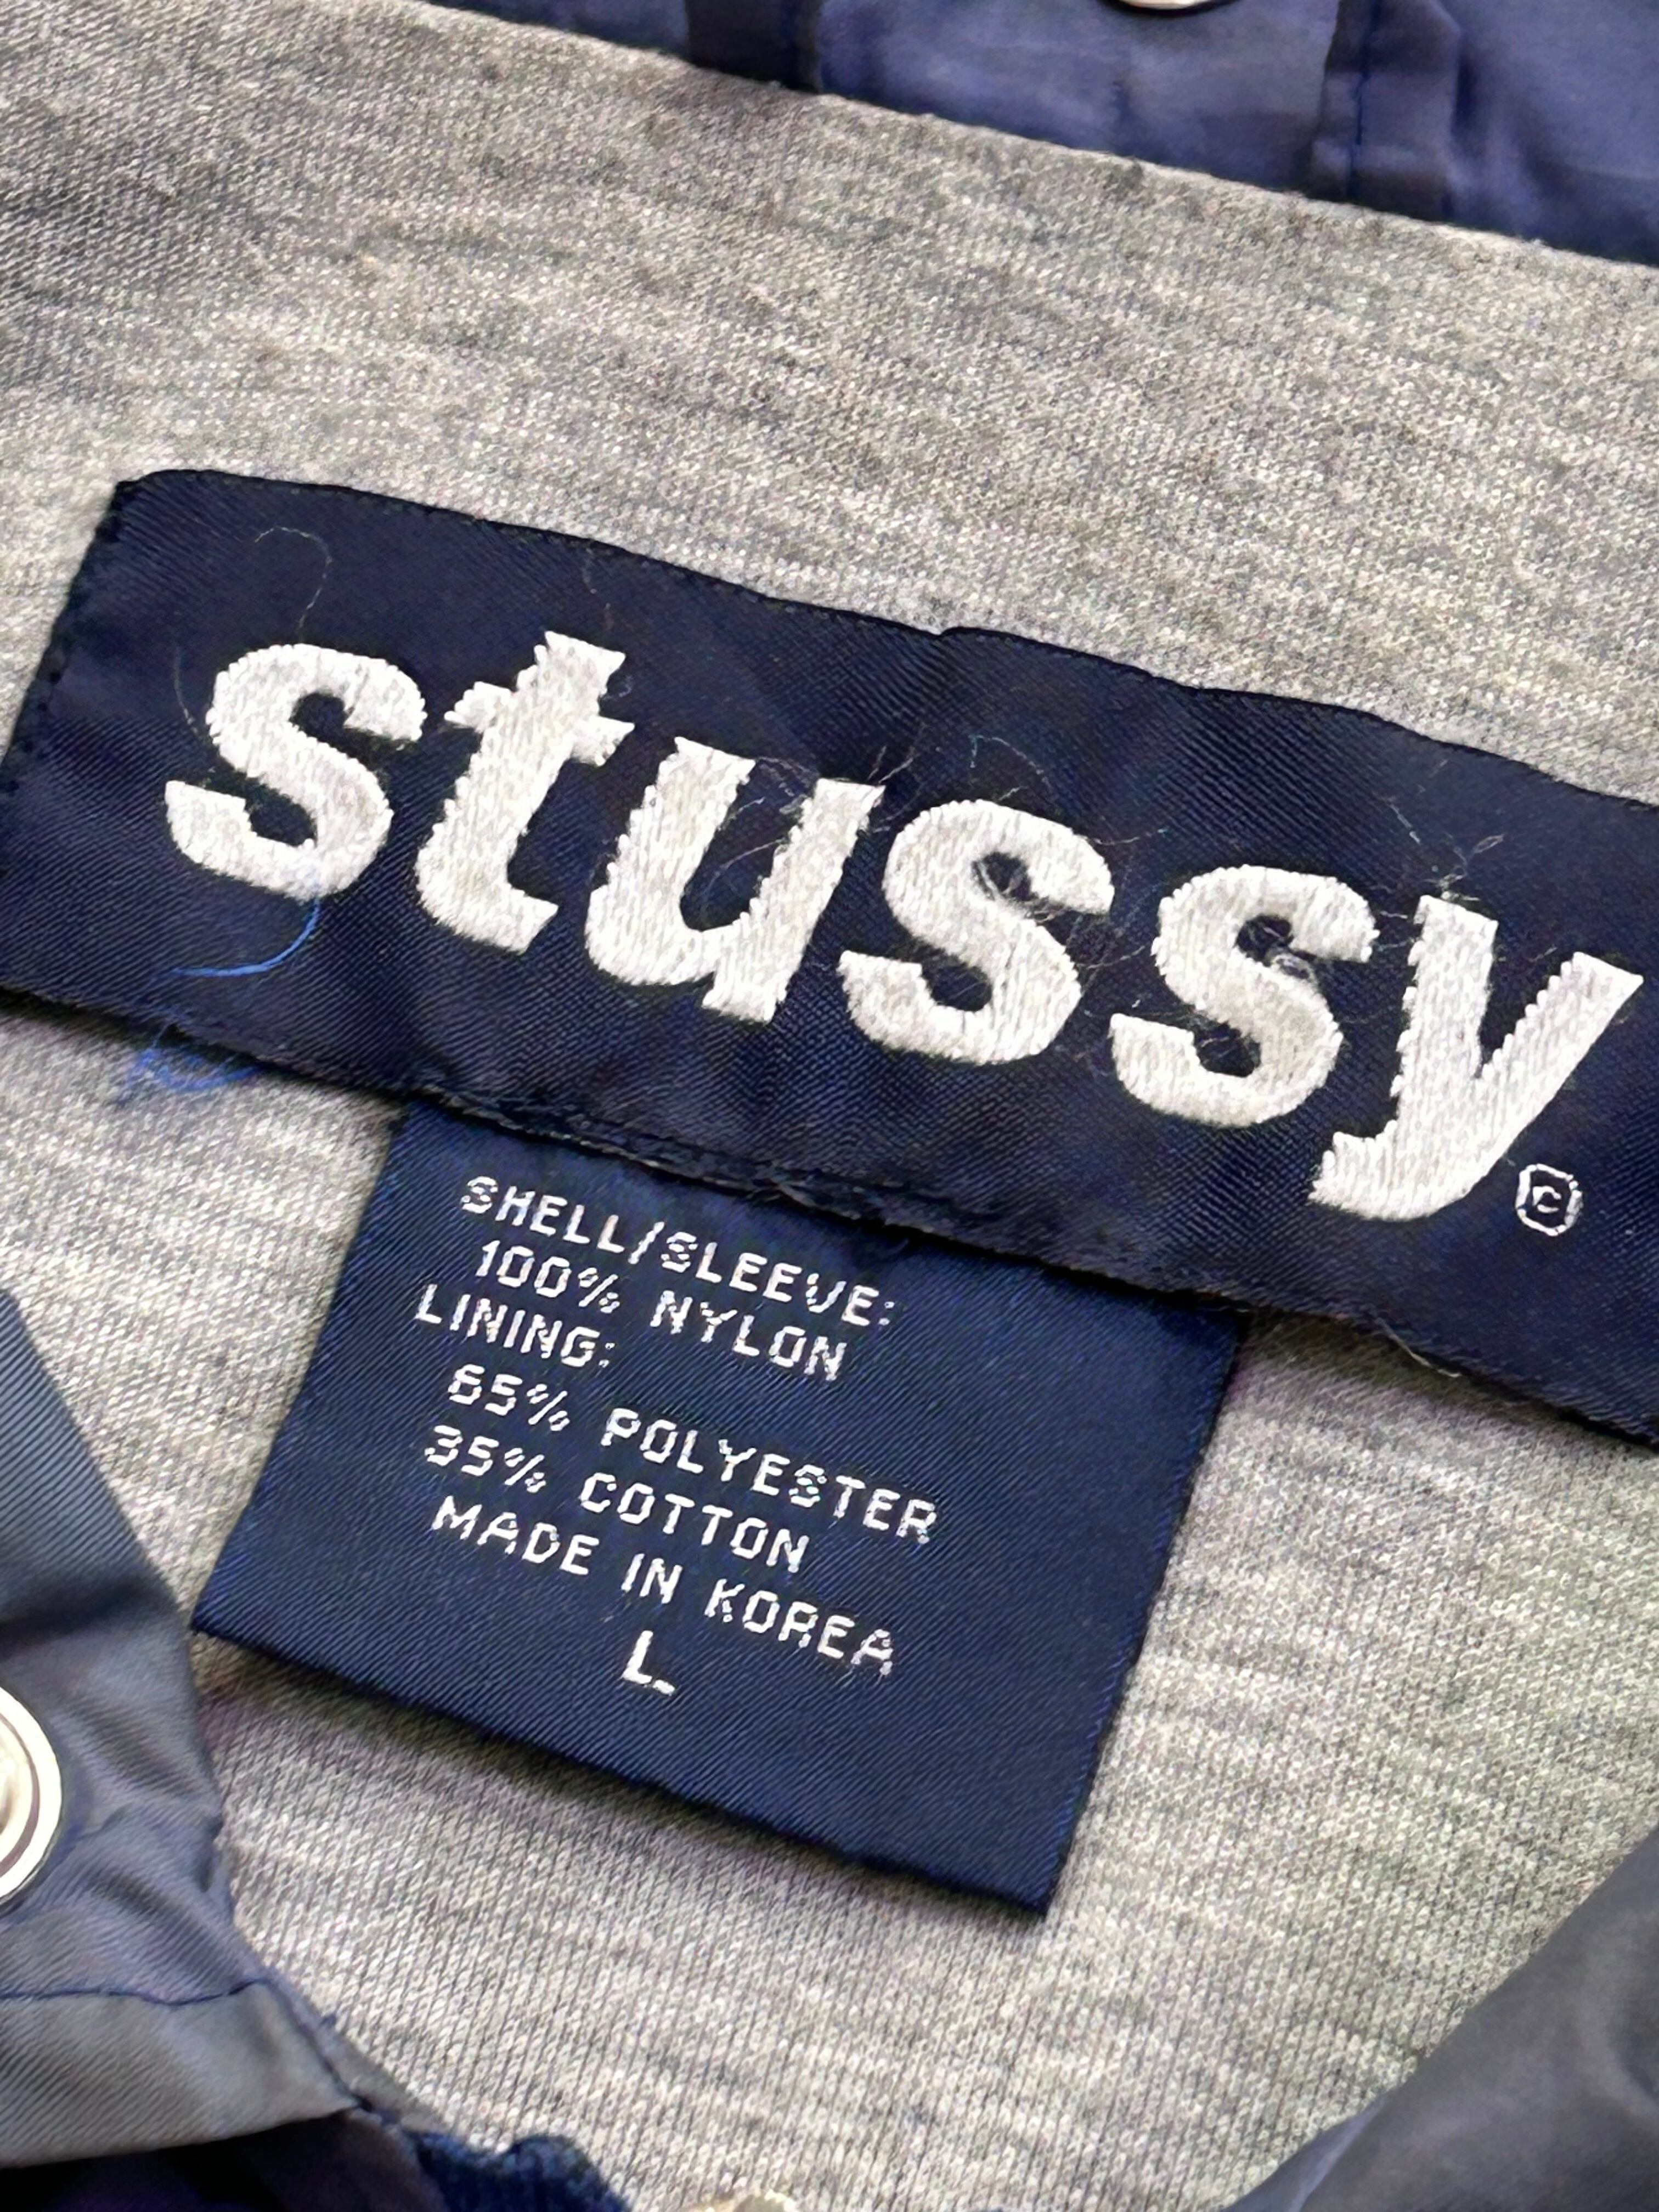 stussy ©
SHELL/SLEEVE:
100% NYLON
LINING:
65% POLYESTER
35% COTTON
MADE IN KOREA
L